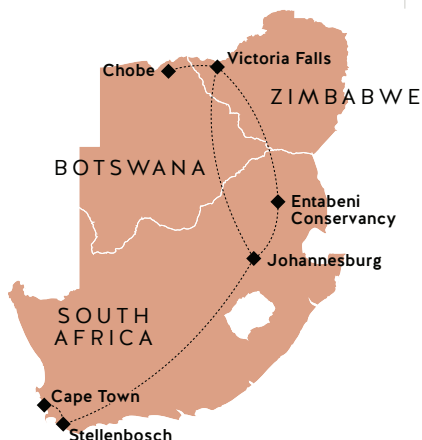 Victoria Falls
Chobe
ZIMBABWE
BOTSWANA
Entabeni
Conservancy
Johannesburg
SOUTH
AFRICA
Cape Town
Stellenbosch